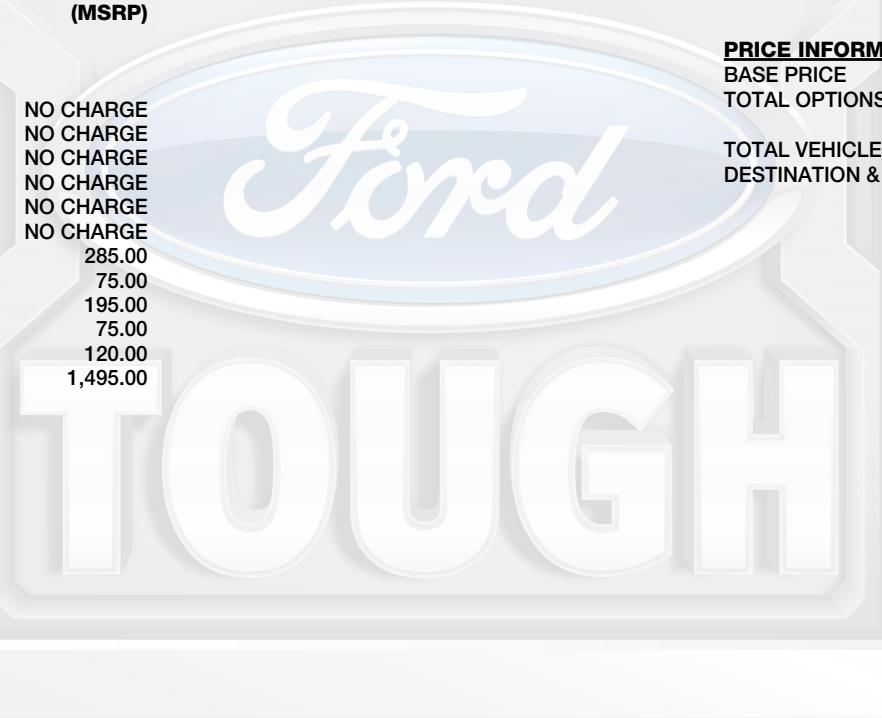 (MSRP)
NO CHARGE
NO CHARGE
NO CHARGE
NO CHARGE
NO CHARGE
NO CHARGE
285.00
75.00
195.00
75.00
120.00
1,495.00
PRICE INFORM
BASE PRICE
TOTAL OPTIONS
TOTAL VEHICLE
DESTINATION &
Ford
TOUGH